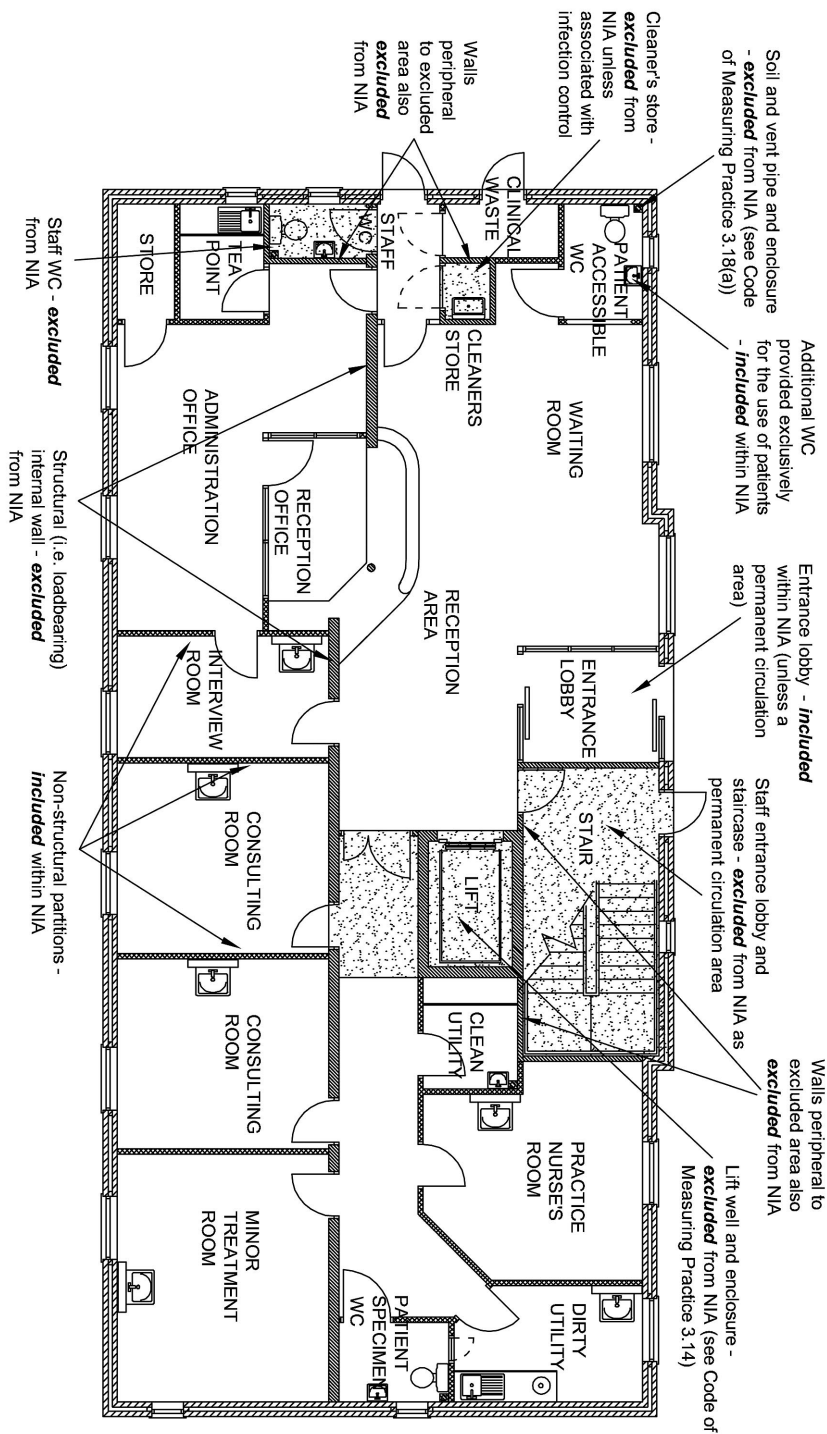 Soil and vent pipe and enclosure
- excluded from NIA (see Code
of Measuring Practice 3.18(a))
Additional WC
provided exclusively
for the use of patients
- included within NIA
Entrance lobby - included
within NIA (unless a
permanent circulation
area)
Staff entrance lobby and
staircase - excluded from NIA as
permanent circulation area
Walls peripheral to
excluded area also
excluded from NIA
Lift well and enclosure -
excluded from NIA (see Code of
Measuring Practice 3.14)
Cleaner's store -
excluded from
NIA unless
associated with
infection control
Walls
peripheral
to excluded
area also
excluded
from NIA
PATIENT
ACCESSIBLE
WC
CLINICAL
WASTE
WAITING
ROOM
ENTRANCE
LOBBY
STAIR
CLEANERS
STORE
STAFF
WC
RECEPTION
AREA
LIFT
CLEAN
UTILITY
PRACTICE
NURSE'S
ROOM
DIRTY
UTILITY
TEA
POINT
STORE
ADMINISTRATION
OFFICE
RECEPTION
OFFICE
INTERVIEW
ROOM
CONSULTING
ROOM
CONSULTING
ROOM
MINOR
TREATMENT
ROOM
PATIENT
SPECIMEN
WC
Staff WC - excluded
from NIA
Structural (i.e. loadbearing)
internal wall - excluded
from NIA
Non-structural partitions -
included within NIA